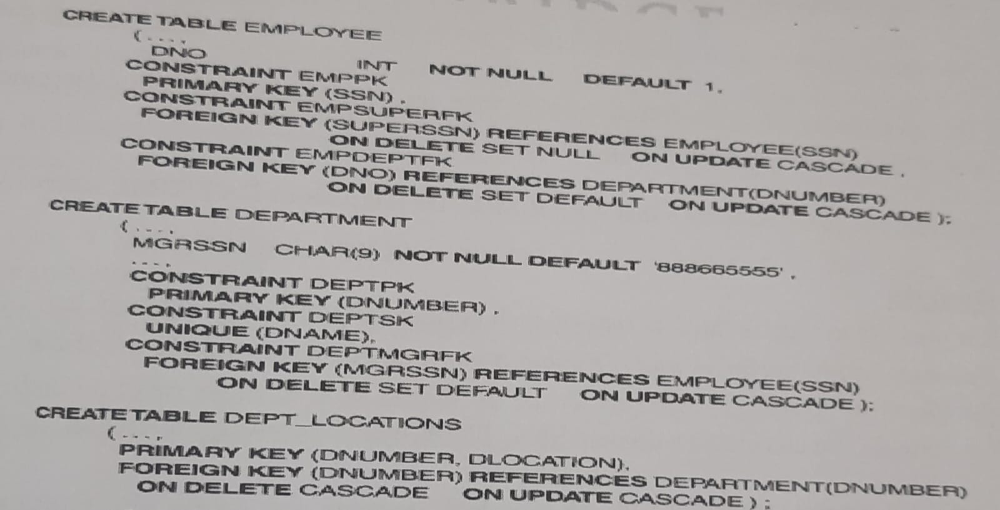 CREATE TABLE EMPLOYEE
( . . . ,
DNO INT NOT NULL DEFAULT 1,
CONSTRAINT EMPPK
PRIMARY KEY (SSN) ,
CONSTRAINT EMPSUPERFK
FOREIGN KEY (SUPERSSN) REFERENCES EMPLOYEE(SSN)
ON DELETE SET NULL ON UPDATE CASCADE ,
CONSTRAINT EMPDEPTFK
FOREIGN KEY (DNO) REFERENCES DEPARTMENT(DNUMBER)
ON DELETE SET DEFAULT ON UPDATE CASCADE );
CREATE TABLE DEPARTMENT
( . . . ,
MGRSSN CHAR(9) NOT NULL DEFAULT '888665555' ,
. . . ,
CONSTRAINT DEPTPK
PRIMARY KEY (DNUMBER) ,
CONSTRAINT DEPTSK
UNIQUE (DNAME),
CONSTRAINT DEPTMGRFK
FOREIGN KEY (MGRSSN) REFERENCES EMPLOYEE(SSN)
ON DELETE SET DEFAULT ON UPDATE CASCADE );
CREATE TABLE DEPT_LOCATIONS
( . . . ,
PRIMARY KEY (DNUMBER, DLOCATION),
FOREIGN KEY (DNUMBER) REFERENCES DEPARTMENT(DNUMBER)
ON DELETE CASCADE ON UPDATE CASCADE ) ;